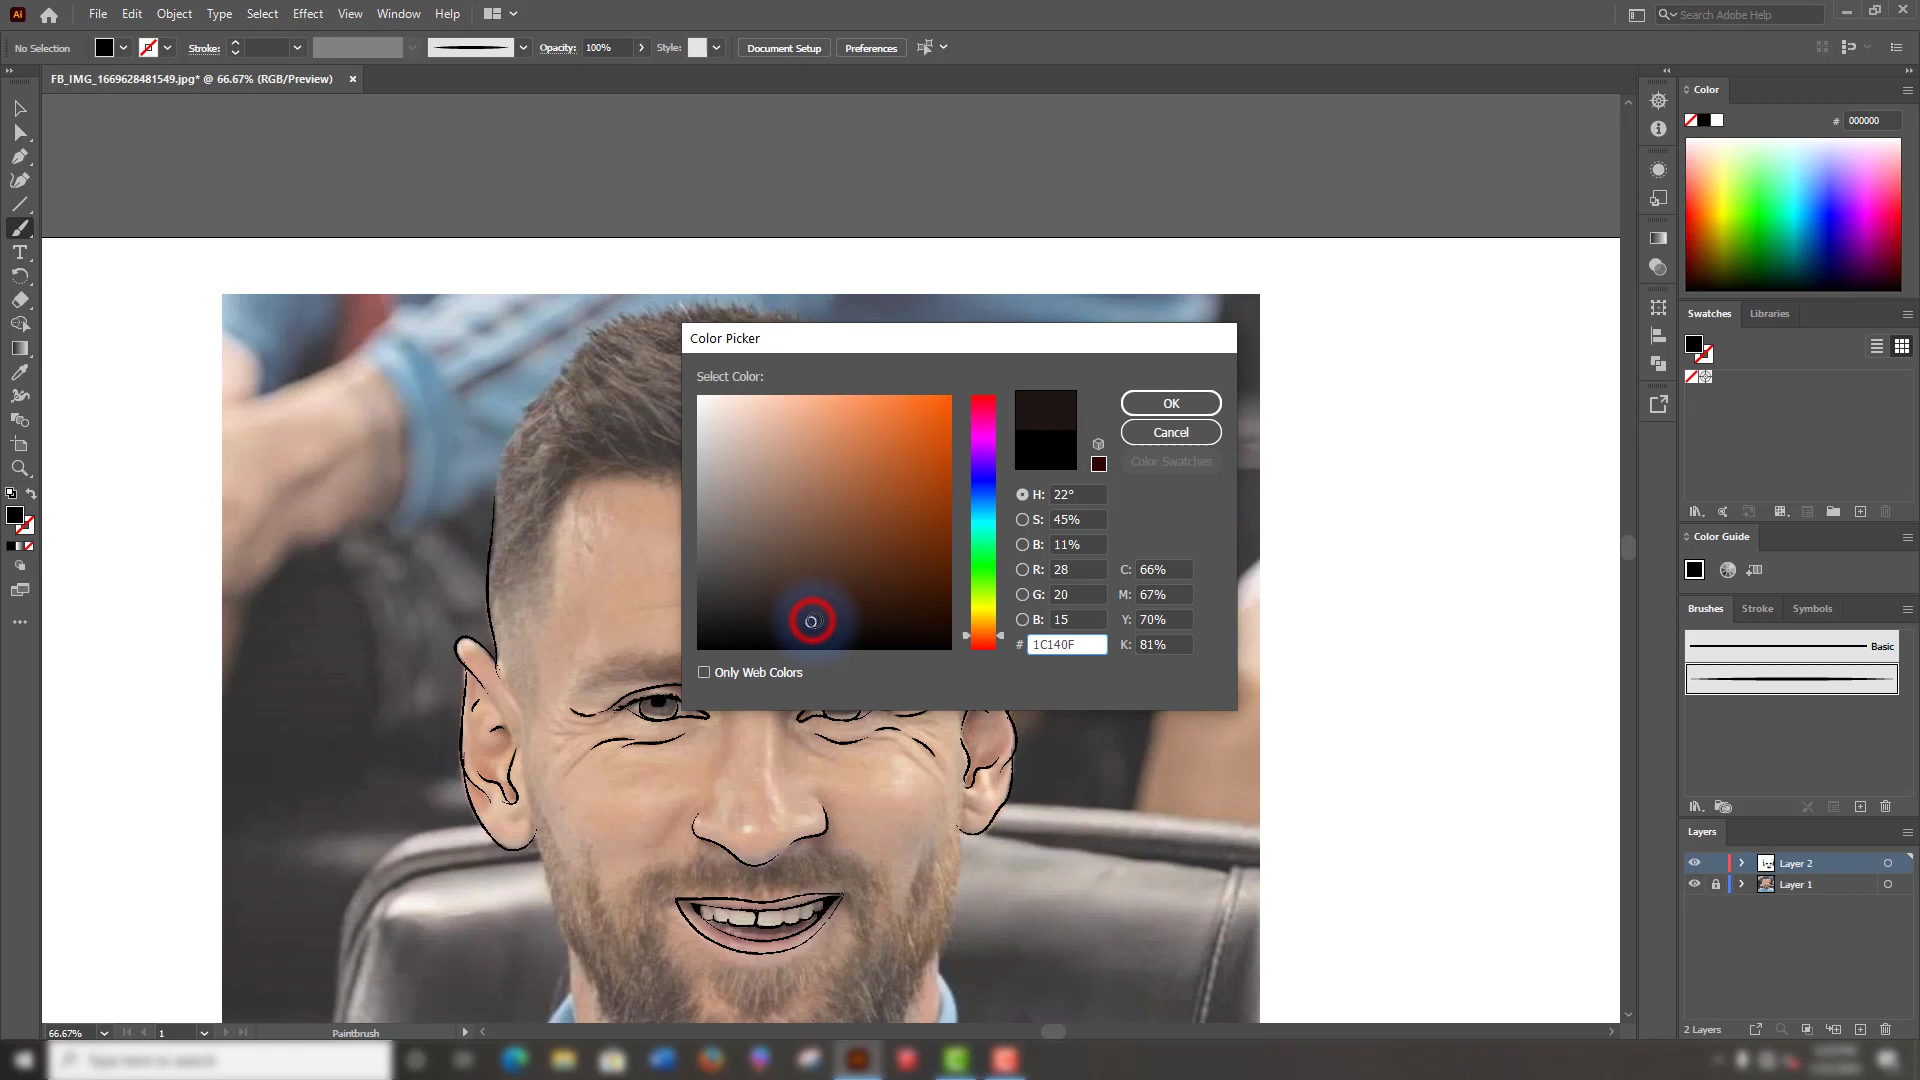 Ai File Edit Object Type Select Effect View Window Help Search Adobe Help
No Selection Stroke: Opacity: 100% Style: Document Setup Preferences
FB_IMG_1669628481549.jpg* @ 66.67% (RGB/Preview) ×
Color
# 000000
Swatches Libraries
Color Picker
Select Color:
OK
Cancel
Color Swatches
H: 22°
S: 45%
B: 11%
R: 28 C: 66%
G: 20 M: 67%
B: 15 Y: 70%
# 1C140F K: 81%
Only Web Colors
Color Guide
Brushes Stroke Symbols
Basic
Layers
Layer 2
Layer 1
2 Layers
66.67% 1 Paintbrush
Type here to search